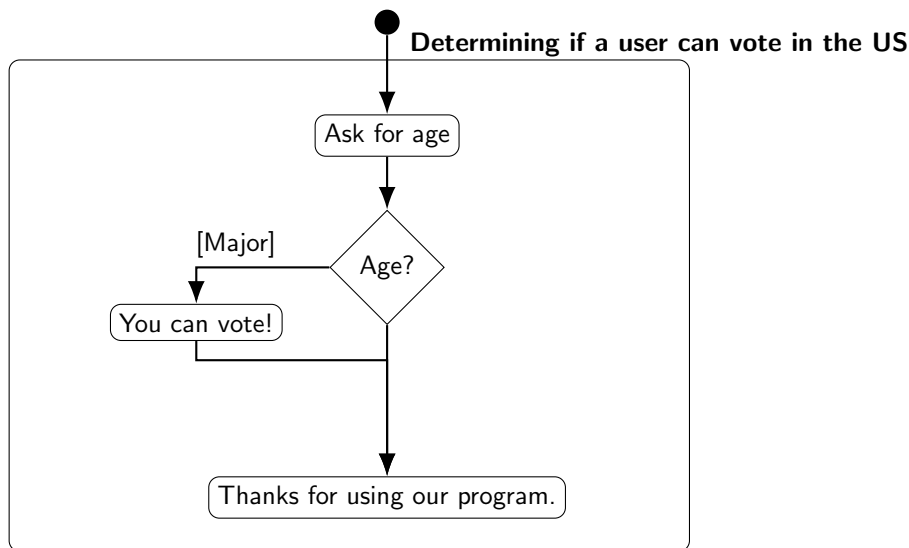 Determining if a user can vote in the US
Ask for age
Age?
[Major]
You can vote!
Thanks for using our program.